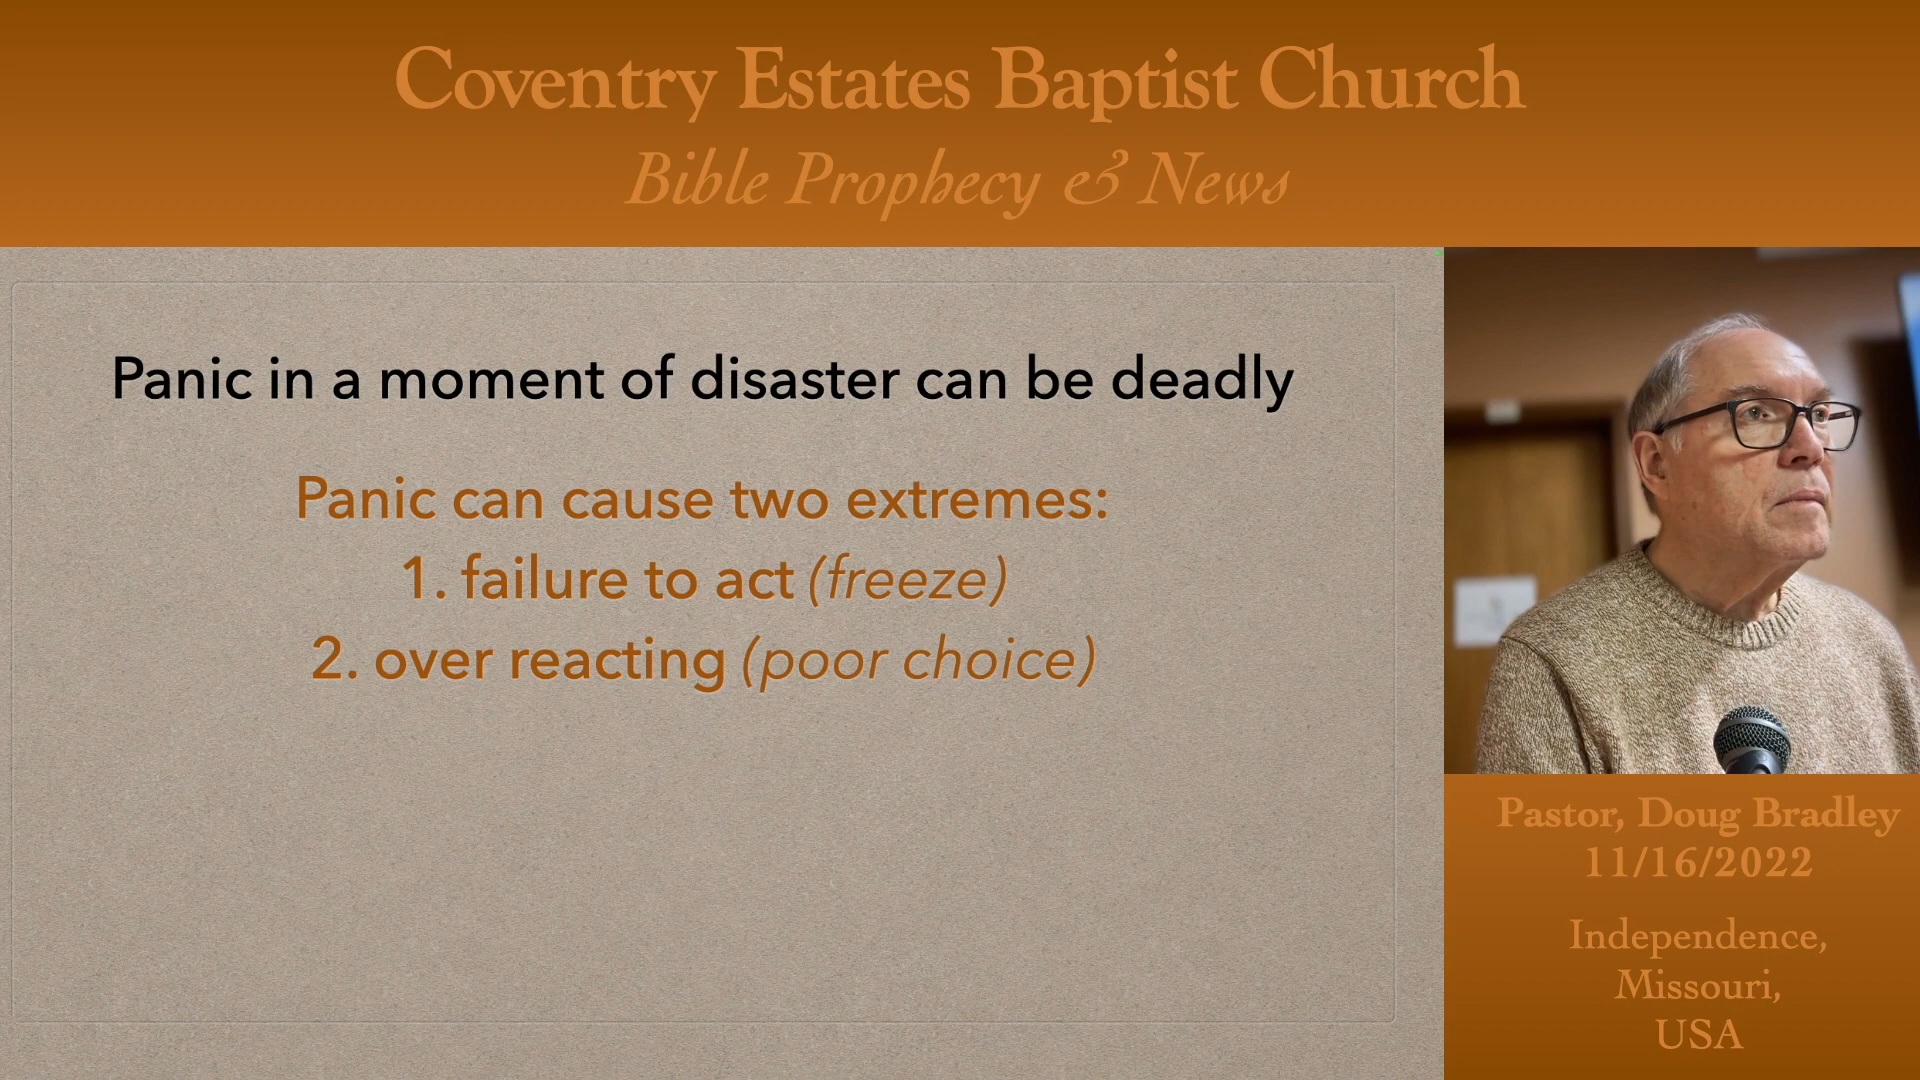 Coventry Estates Baptist Church
Bible Prophecy & News
Panic in a moment of disaster can be deadly
Panic can cause two extremes:
1. failure to act (freeze)
2. over reacting (poor choice)
Pastor, Doug Bradley
11/16/2022
Independence,
Missouri,
USA